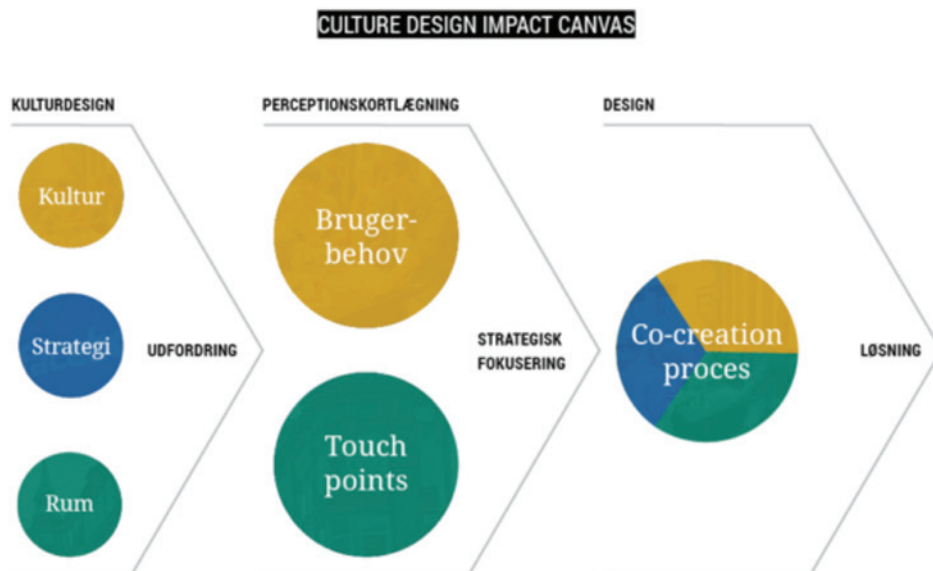 CULTURE DESIGN IMPACT CANVAS
KULTURDESIGN
Kultur
Strategi
Rum
UDFORDRING
PERCEPTIONSKORTLÆGNING
Bruger-
behov
Touch
points
STRATEGISK
FOKUSERING
DESIGN
Co-creation
proces
LØSNING